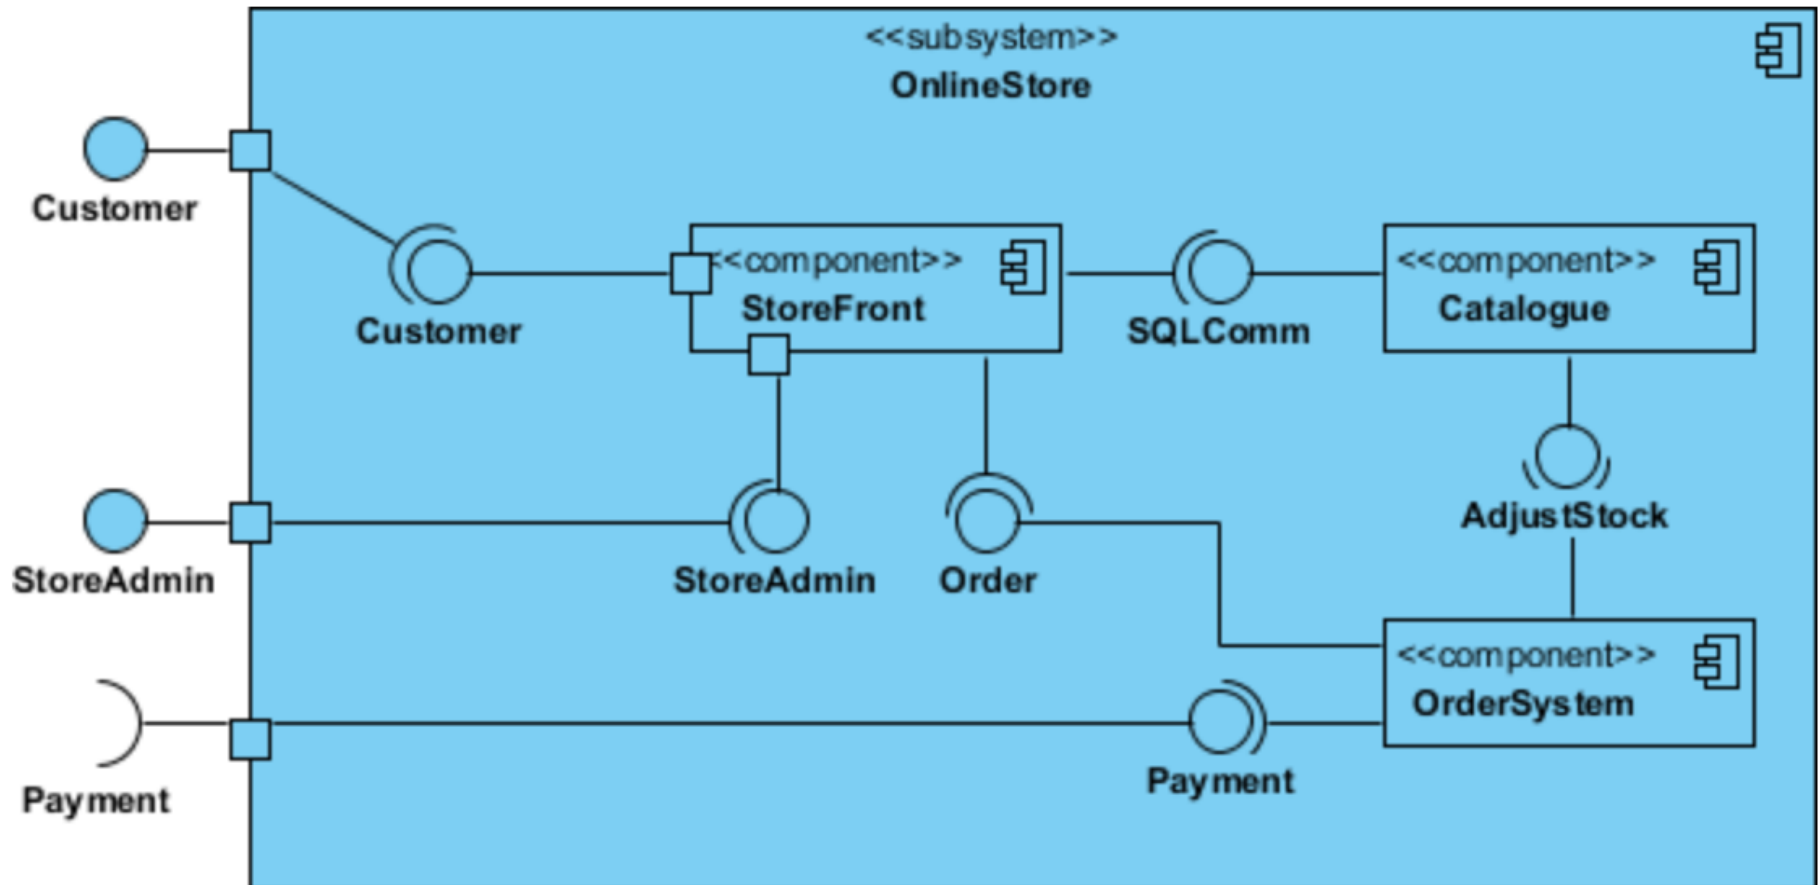 <<subsystem>>
OnlineStore
Customer
<<component>>
StoreFront
<<component>>
Catalogue
Customer
SQLComm
AdjustStock
StoreAdmin
StoreAdmin
Order
<<component>>
OrderSystem
Payment
Payment